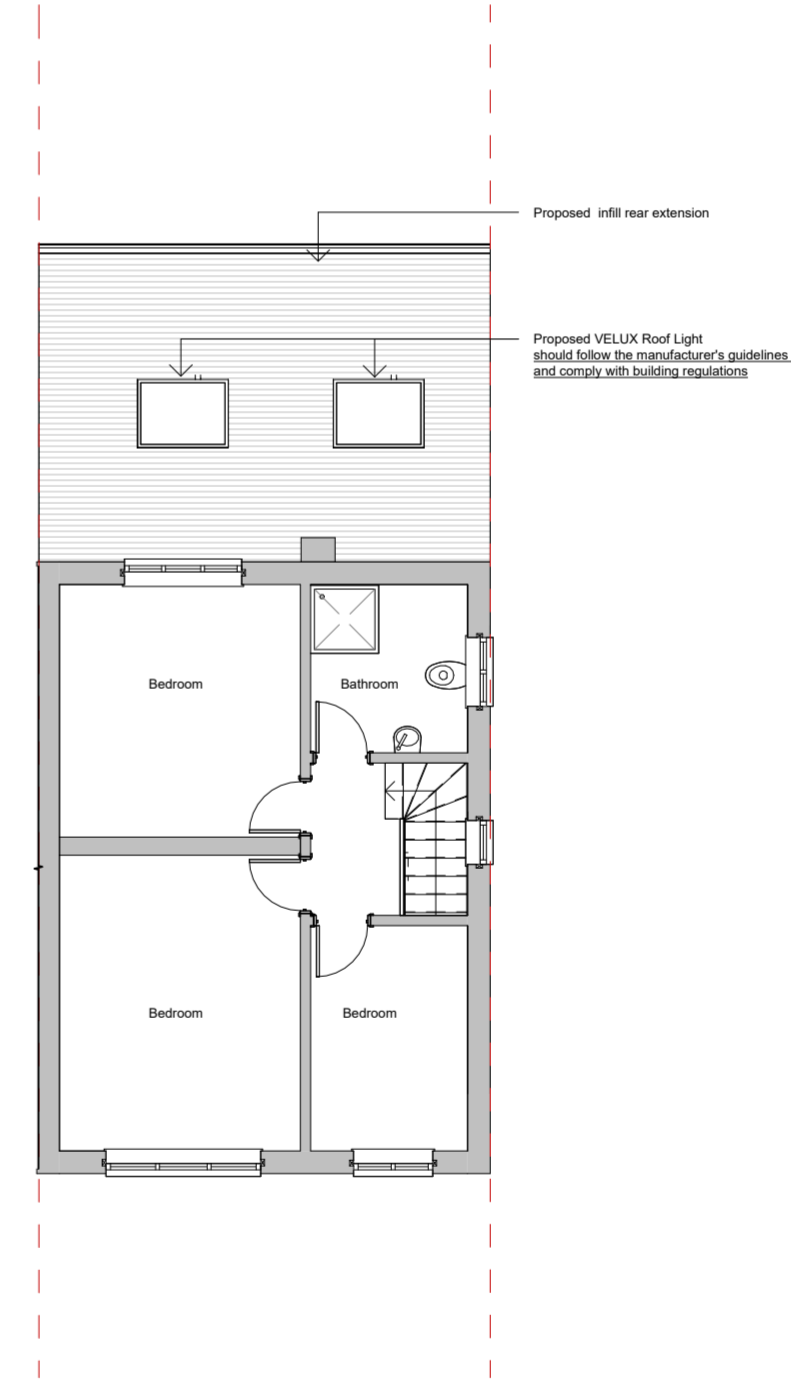 Proposed infill rear extension
Proposed VELUX Roof Light
should follow the manufacturer's guidelines
and comply with building regulations
Bedroom
Bathroom
Bedroom
Bedroom